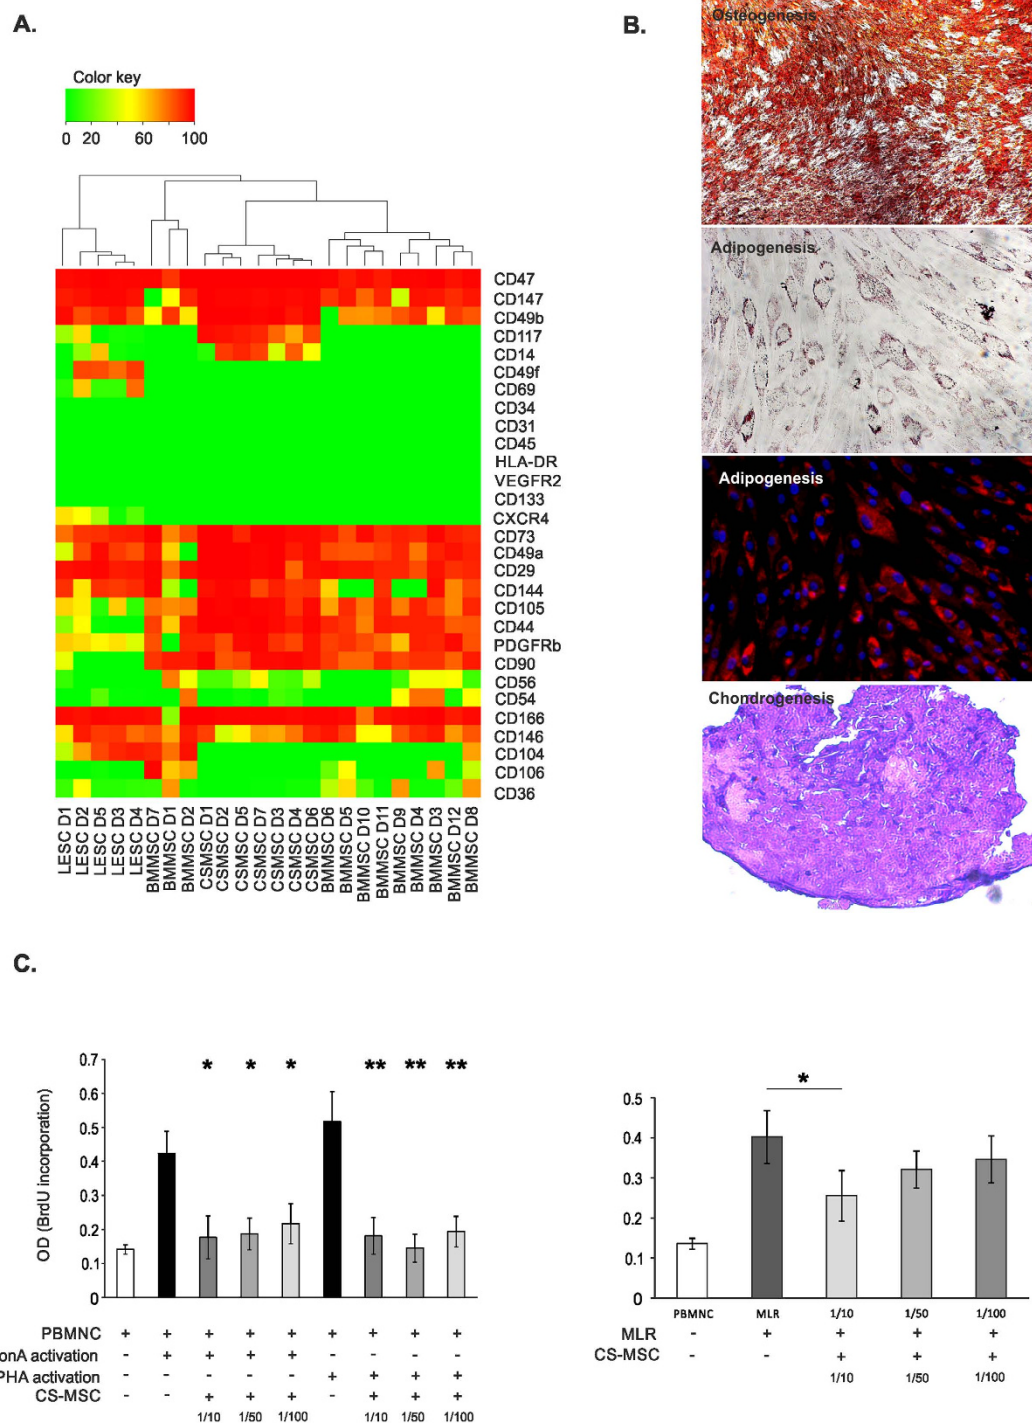 A.
B.
Color key
0 20 60 100
CD47
CD147
CD49b
CD117
CD14
CD49f
CD69
CD34
CD31
CD45
HLA-DR
VEGFR2
CD133
CXCR4
CD73
CD49a
CD29
CD144
CD105
CD44
PDGFRb
CD90
CD56
CD54
CD166
CD146
CD104
CD106
CD36
LESC D1
LESC D2
LESC D5
LESC D3
LESC D4
BMMSC D7
BMMSC D1
BMMSC D2
CSMSC D1
CSMSC D2
CSMSC D5
CSMSC D7
CSMSC D3
CSMSC D4
CSMSC D6
BMMSC D6
BMMSC D5
BMMSC D10
BMMSC D11
BMMSC D9
BMMSC D4
BMMSC D3
BMMSC D12
BMMSC D8
Osteogenesis
Adipogenesis
Adipogenesis
Chondrogenesis
C.
OD (BrdU incorporation)
0.7
0.6
0.5
0.4
0.3
0.2
0.1
0
* * * ** ** **
PBMNC + + + + + + + + +
onA activation - + + + + - - - -
PHA activation - - - - - + + + +
CS-MSC - - + + + - + + +
1/10 1/50 1/100 1/10 1/50 1/100
*
0.5
0.4
0.3
0.2
0.1
0
PBMNC MLR 1/10 1/50 1/100
MLR - + + + +
CS-MSC - - + + +
1/10 1/50 1/100